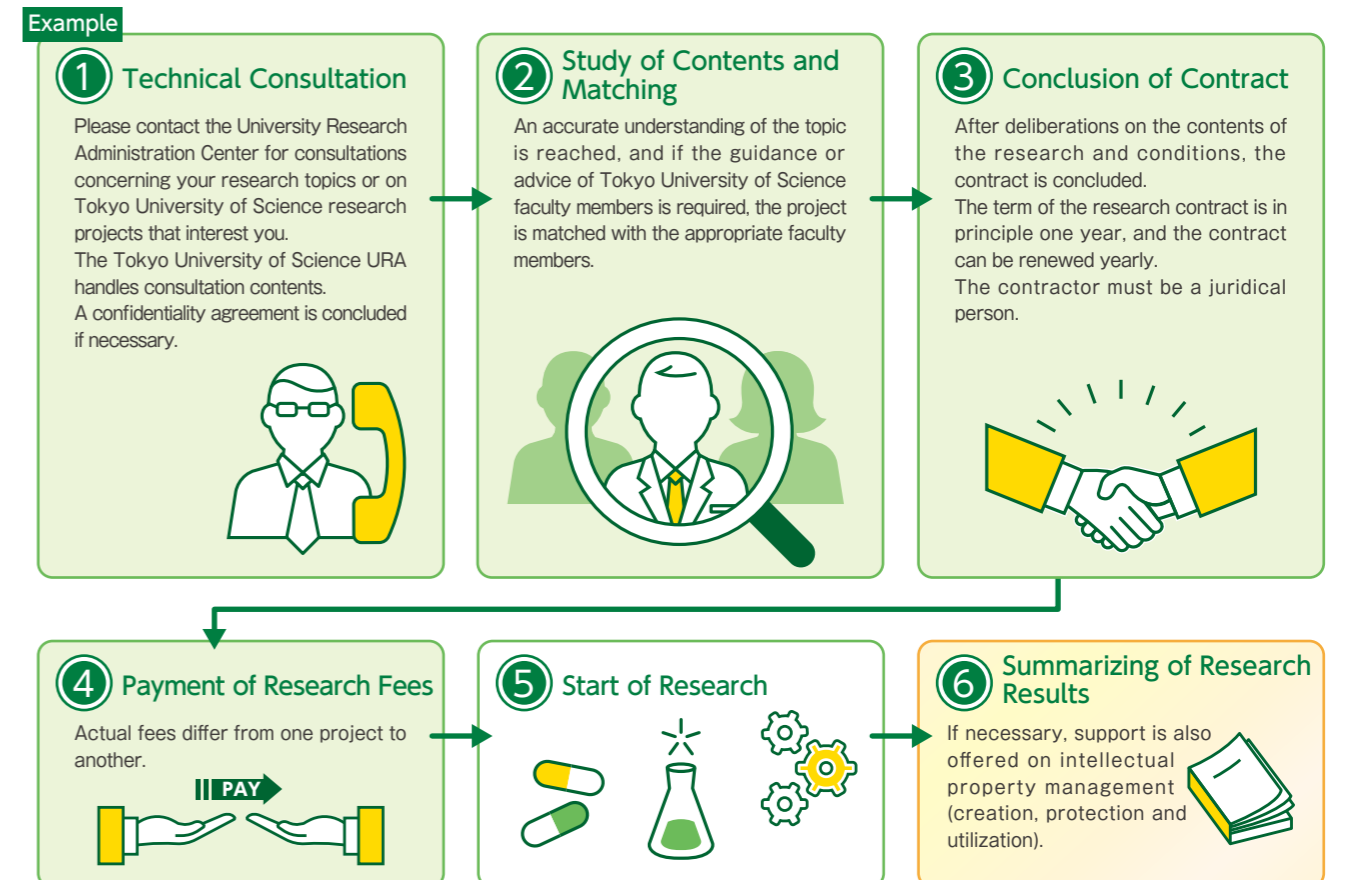 Example
1 Technical Consultation
Please contact the University Research
Administration Center for consultations
concerning your research topics or on
Tokyo University of Science research
projects that interest you.
The Tokyo University of Science URA
handles consultation contents.
A confidentiality agreement is concluded
if necessary.
2 Study of Contents and
Matching
An accurate understanding of the topic
is reached, and if the guidance or
advice of Tokyo University of Science
faculty members is required, the project
is matched with the appropriate faculty
members.
3 Conclusion of Contract
After deliberations on the contents of
the research and conditions, the
contract is concluded.
The term of the research contract is in
principle one year, and the contract
can be renewed yearly.
The contractor must be a juridical
person.
4 Payment of Research Fees
Actual fees differ from one project to
another.
PAY
5 Start of Research
6 Summarizing of Research
Results
If necessary, support is also
offered on intellectual
property management
(creation, protection and
utilization).